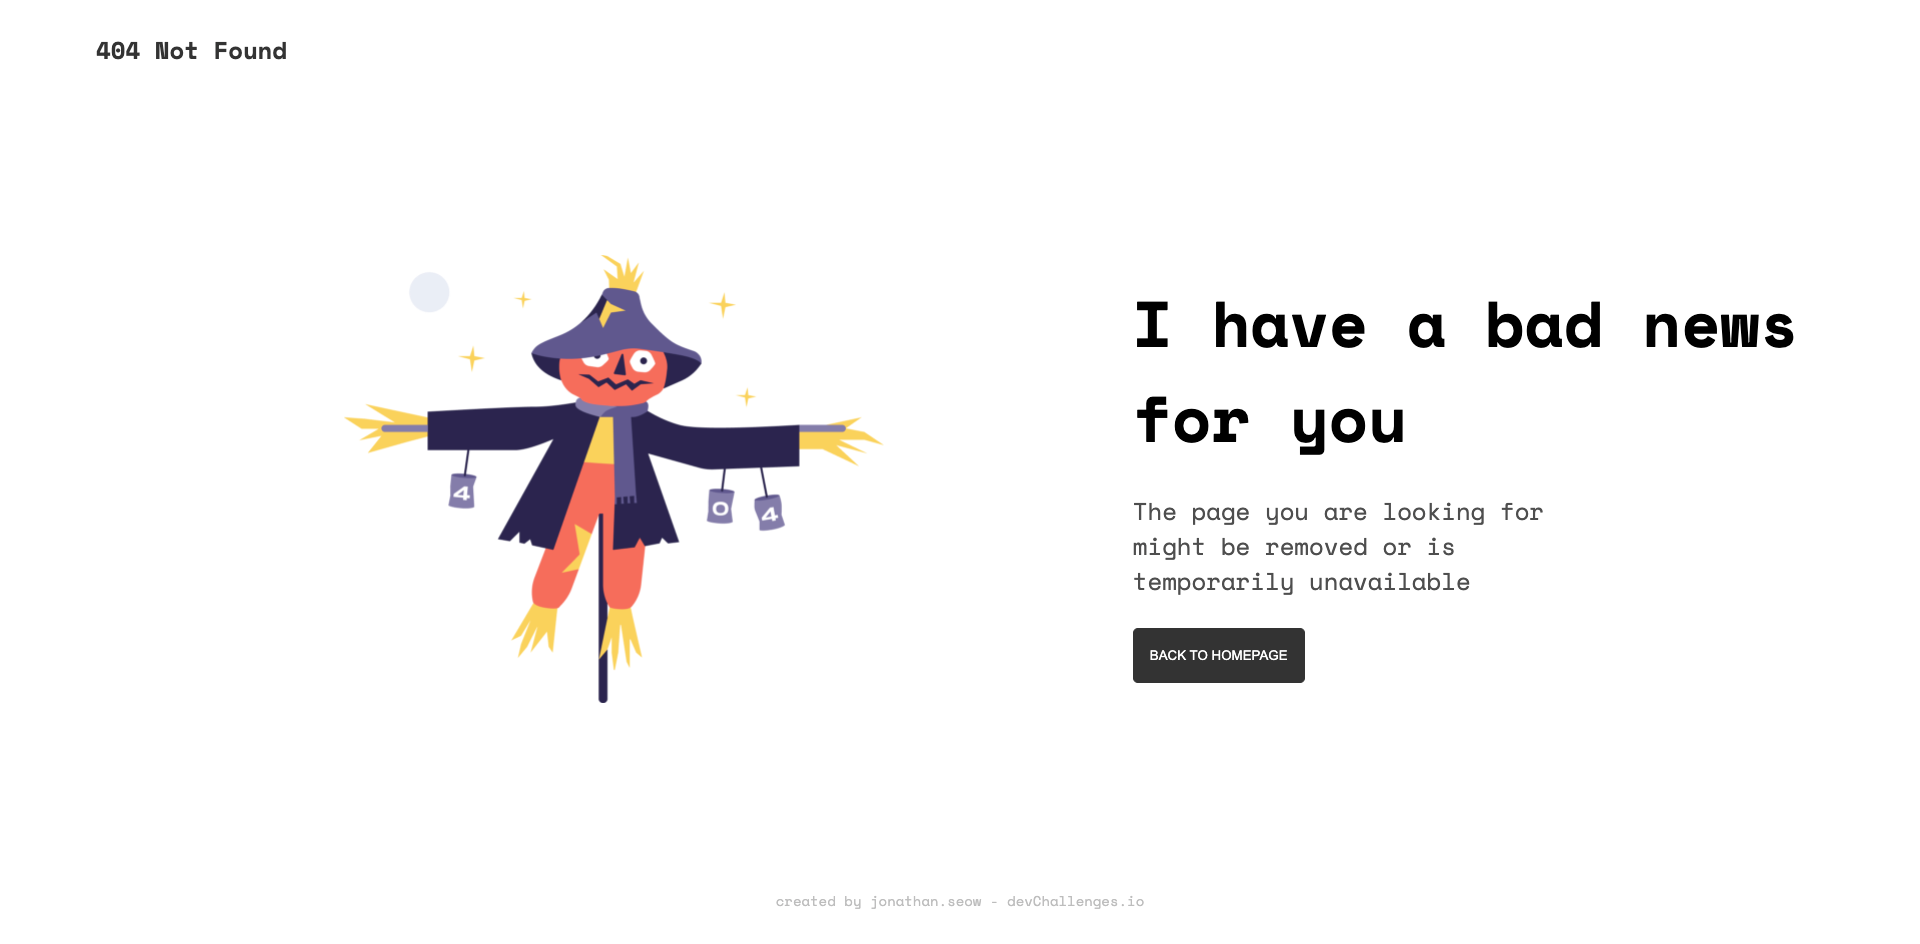 404 Not Found
4
0
4
I have a bad news
for you
The page you are looking for
might be removed or is
temporarily unavailable
BACK TO HOMEPAGE
created by jonathan.seow - devChallenges.io